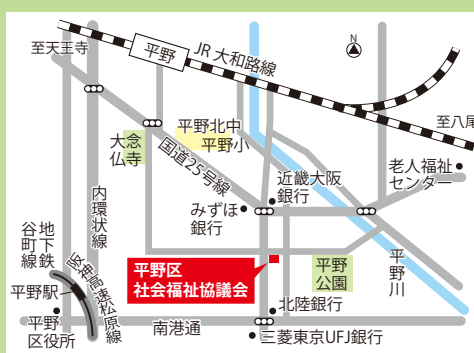 N
至天王寺
平野
JR 大和路線
至八尾
大念
仏寺
平野北中
平野小
国道25号線
老人福祉
センター
近畿大阪
銀行
みずほ
銀行
内環状線
地下鉄
谷町線
阪神高速松原線
平野駅
平野
区役所
平野区
社会福祉協議会
平野
公園
平野川
北陸銀行
南港通
三菱東京UFJ銀行